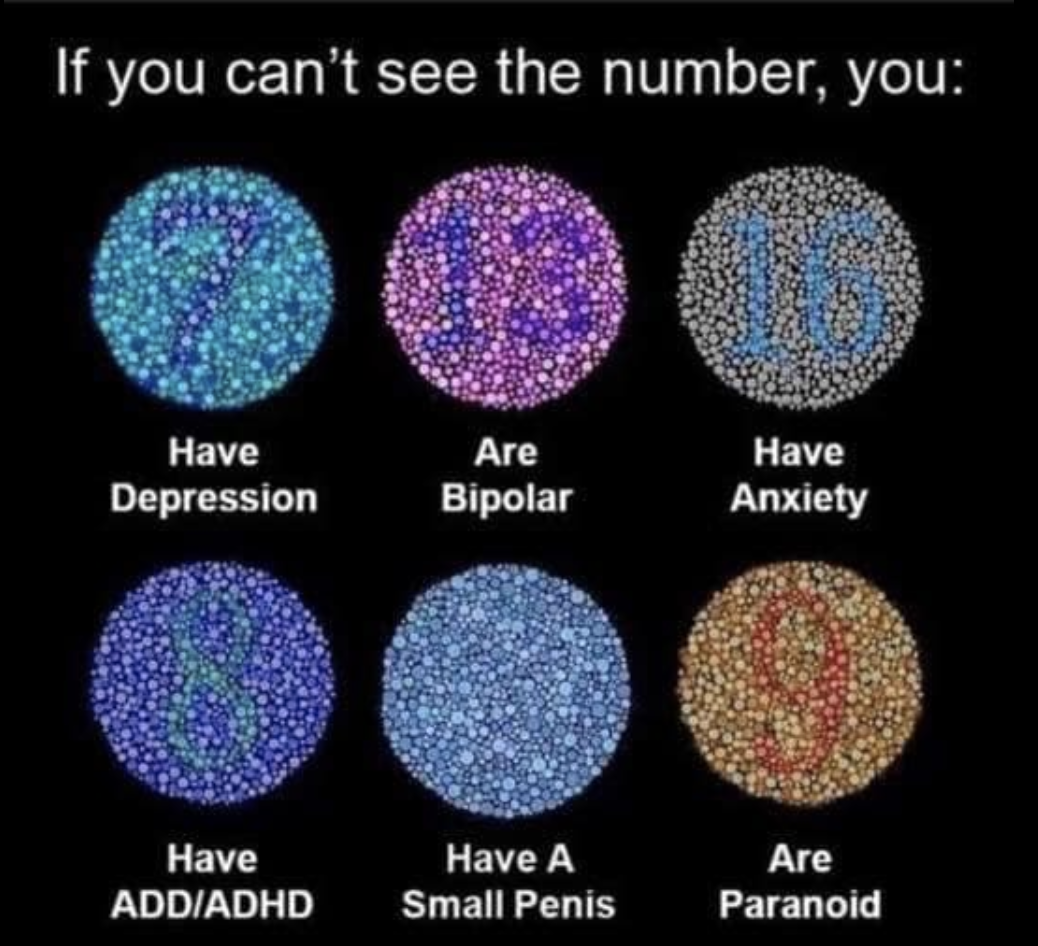 If you can't see the number, you:
7 13 16
Have Are Have
Depression Bipolar Anxiety
8 9
Have Have A Are
ADD/ADHD Small Penis Paranoid